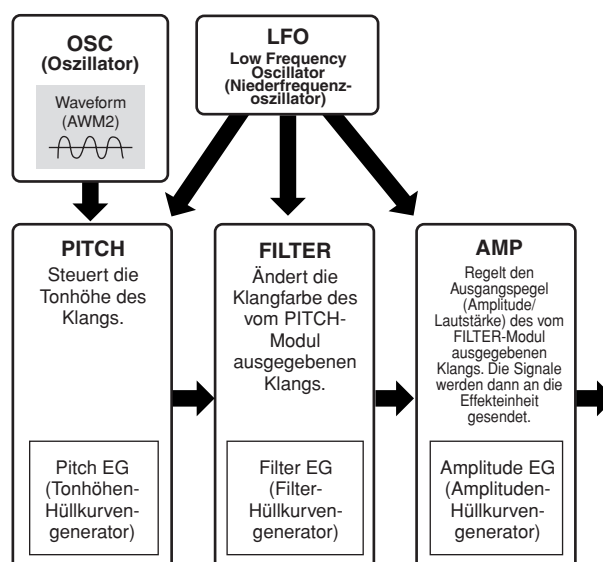 OSC
(Oszillator)
Waveform
(AWM2)
LFO
Low Frequency
Oscillator
(Niederfrequenz-
oszillator)
PITCH
Steuert die
Tonhöhe des
Klangs.
Pitch EG
(Tonhöhen-
Hüllkurven-
generator)
FILTER
Ändert die
Klangfarbe des
vom PITCH-
Modul
ausgegebenen
Klangs.
Filter EG
(Filter-
Hüllkurven-
generator)
AMP
Regelt den
Ausgangspegel
(Amplitude/
Lautstärke) des vom
FILTER-Modul
ausgegebenen
Klangs. Die Signale
werden dann an die
Effekteinheit
gesendet.
Amplitude EG
(Amplituden-
Hüllkurven-
generator)